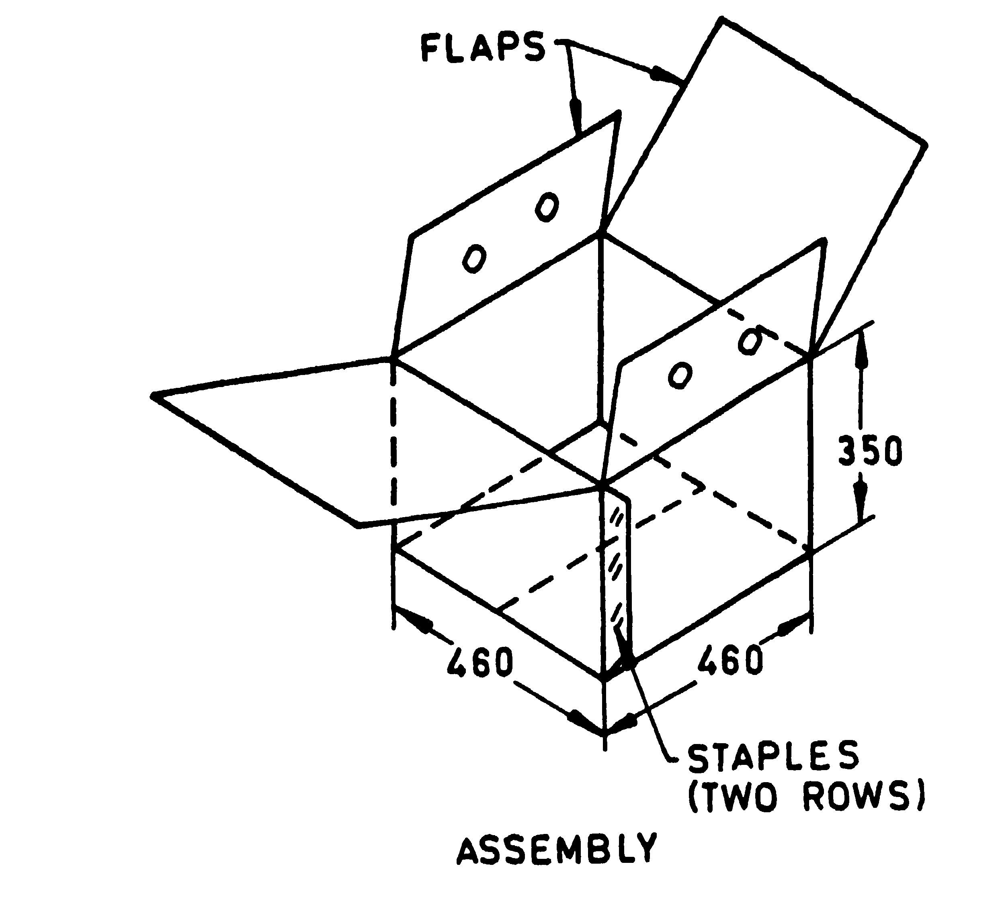 FLAPS
350
460
460
STAPLES
(TWO ROWS)
ASSEMBLY